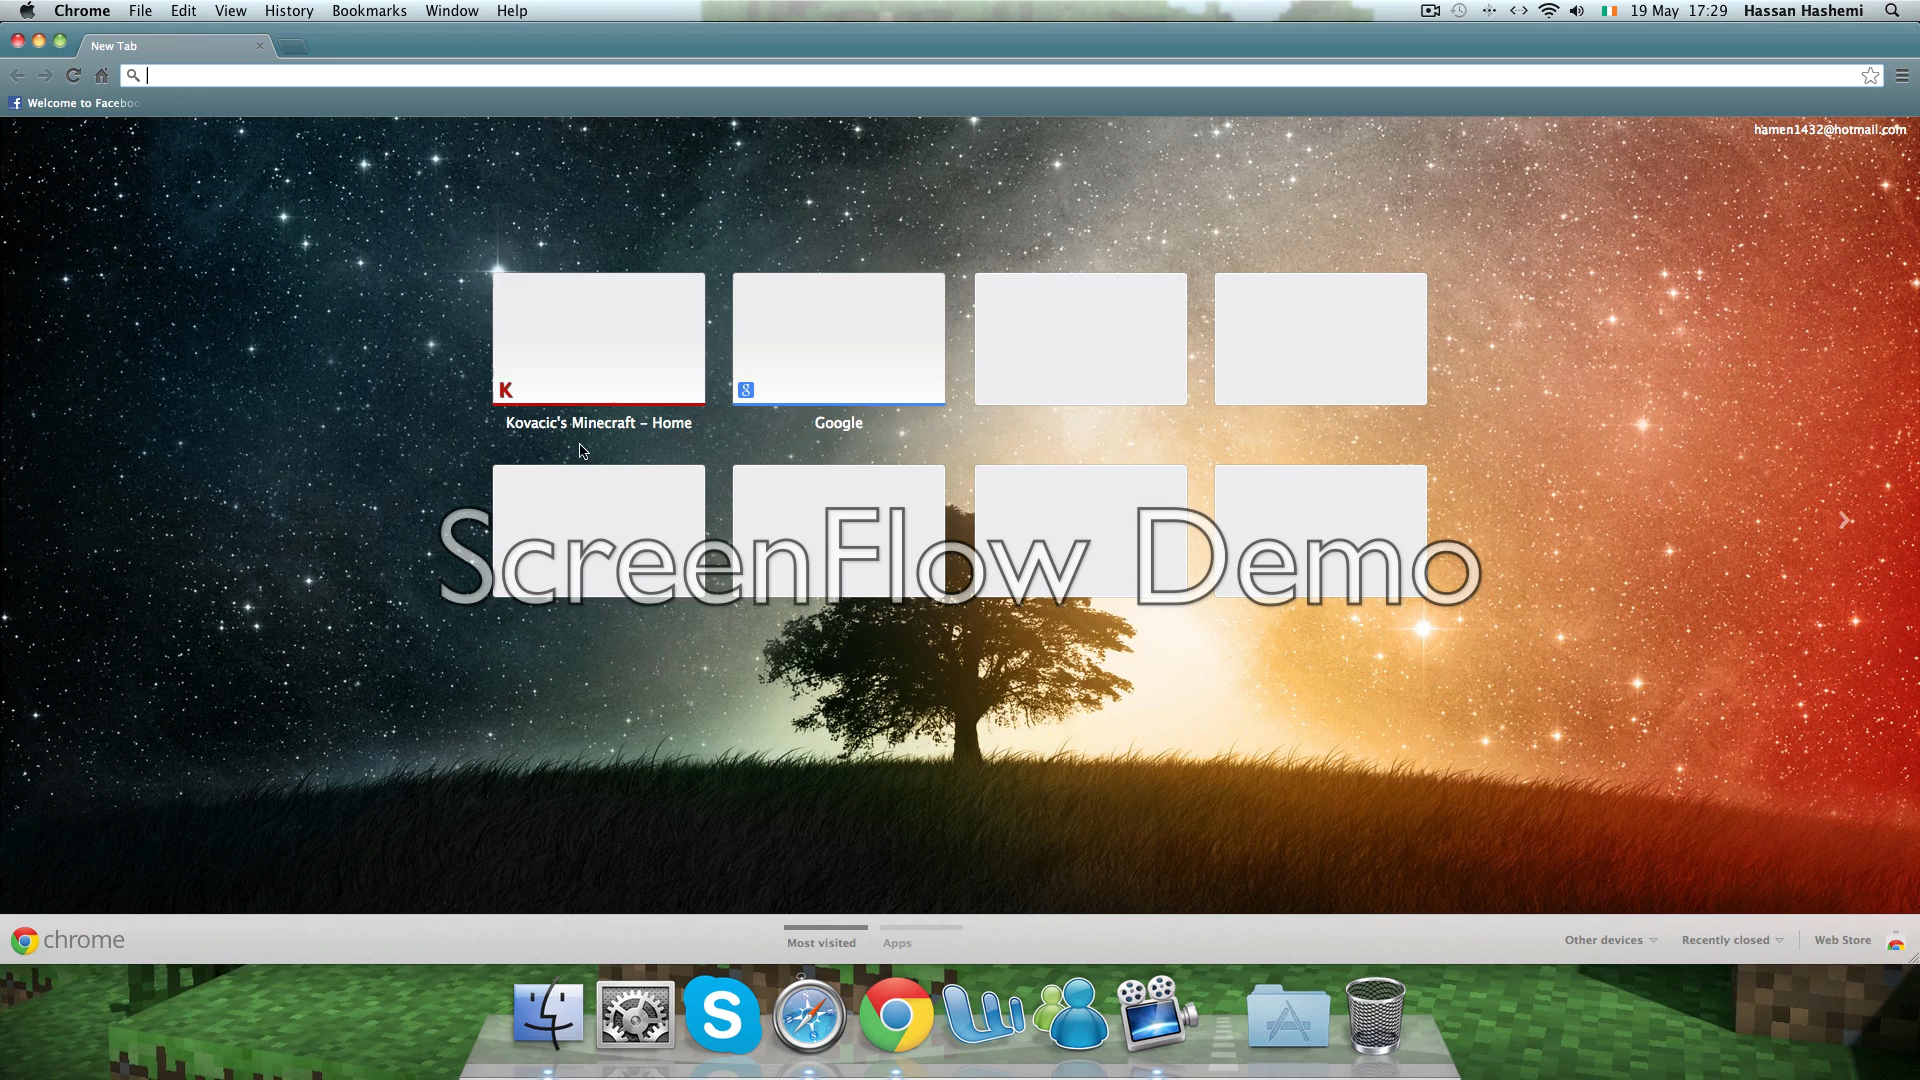 Chrome File Edit View History Bookmarks Window Help 19 May 17:29 Hassan Hashemi
New Tab
Welcome to Faceboo
hamen1432@hotmail.com
K
g
Kovacic's Minecraft – Home Google
ScreenFlow Demo
chrome Most visited Apps Other devices Recently closed Web Store